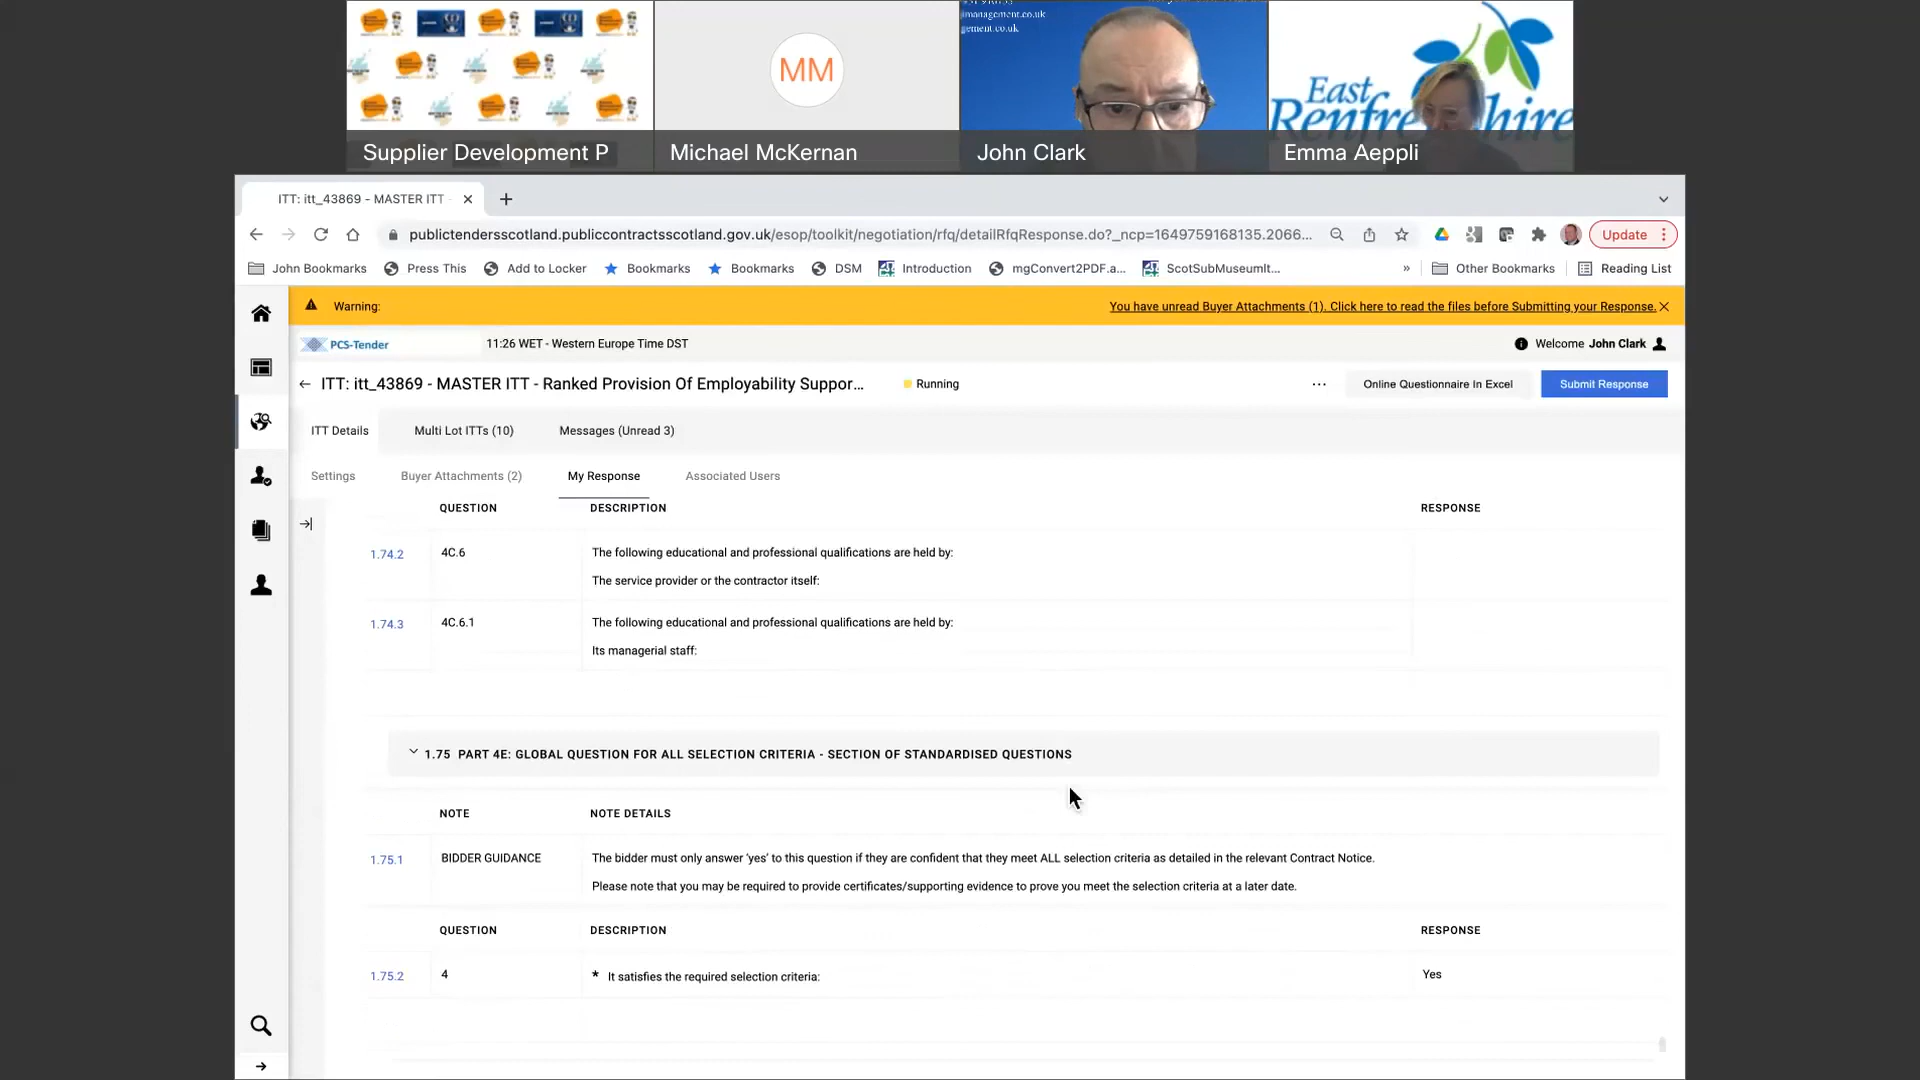 imanagement.co.uk
gement.co.uk
MM
East
Renfre
hire
Supplier Development P
Michael McKernan
John Clark
Emma Aeppli
ITT: itt_43869 - MASTER ITT -
publictendersscotland.publiccontractsscotland.gov.uk/esop/toolkit/negotiation/rfq/detailRfqResponse.do?_ncp=1649759168135.2066...
Update
John Bookmarks
Press This
Add to Locker
Bookmarks
Bookmarks
DSM
Introduction
mgConvert2PDF.a...
ScotSubMuseumIt...
»
Other Bookmarks
Reading List
Warning:
You have unread Buyer Attachments (1). Click here to read the files before Submitting your Response.
PCS-Tender
11:26 WET - Western Europe Time DST
Welcome John Clark
ITT: itt_43869 - MASTER ITT - Ranked Provision Of Employability Suppor...
Running
...
Online Questionnaire In Excel
Submit Response
ITT Details
Multi Lot ITTs (10)
Messages (Unread 3)
Settings
Buyer Attachments (2)
My Response
Associated Users
QUESTION
DESCRIPTION
RESPONSE
1.74.2
4C.6
The following educational and professional qualifications are held by:
The service provider or the contractor itself:
1.74.3
4C.6.1
The following educational and professional qualifications are held by:
Its managerial staff:
1.75 PART 4E: GLOBAL QUESTION FOR ALL SELECTION CRITERIA - SECTION OF STANDARDISED QUESTIONS
NOTE
NOTE DETAILS
1.75.1
BIDDER GUIDANCE
The bidder must only answer 'yes' to this question if they are confident that they meet ALL selection criteria as detailed in the relevant Contract Notice.
Please note that you may be required to provide certificates/supporting evidence to prove you meet the selection criteria at a later date.
QUESTION
DESCRIPTION
RESPONSE
1.75.2
4
* It satisfies the required selection criteria:
Yes